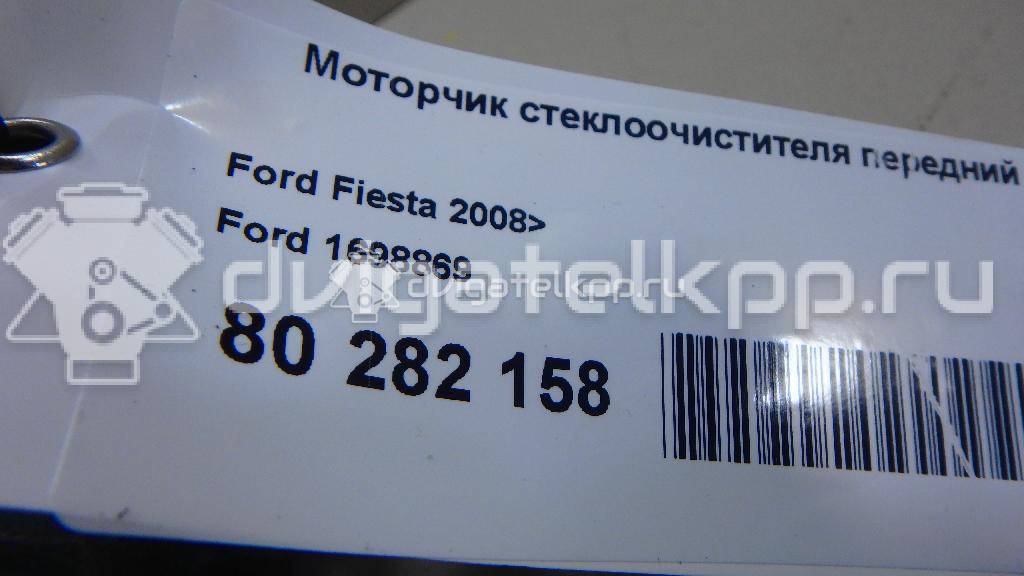 Моторчик стеклоочистителя передний
Ford Fiesta 2008>
Ford 1698869
80 282 158
dvigatelkpp.ru
dvigatelkpp.ru